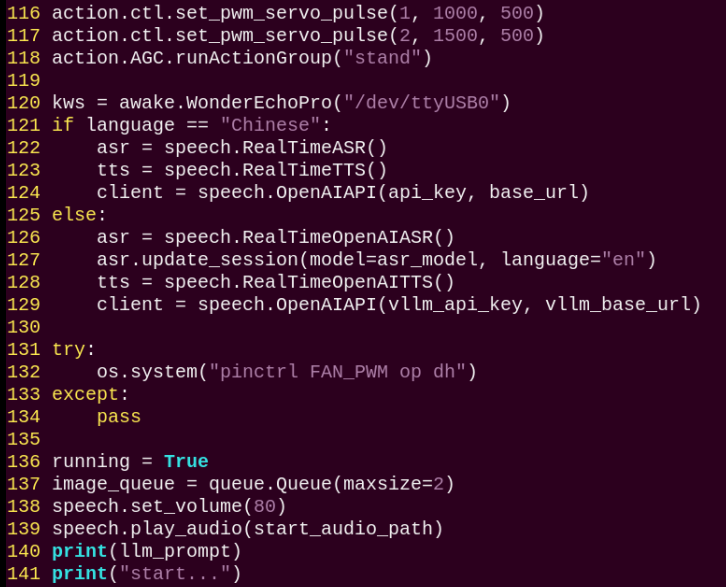 116 action.ctl.set_pwm_servo_pulse(1, 1000, 500)
117 action.ctl.set_pwm_servo_pulse(2, 1500, 500)
118 action.AGC.runActionGroup("stand")
119
120 kws = awake.WonderEchoPro("/dev/ttyUSB0")
121 if language == "Chinese":
122     asr = speech.RealTimeASR()
123     tts = speech.RealTimeTTS()
124     client = speech.OpenAIAPI(api_key, base_url)
125 else:
126     asr = speech.RealTimeOpenAIASR()
127     asr.update_session(model=asr_model, language="en")
128     tts = speech.RealTimeOpenAITTS()
129     client = speech.OpenAIAPI(vllm_api_key, vllm_base_url)
130
131 try:
132     os.system("pinctrl FAN_PWM op dh")
133 except:
134     pass
135
136 running = True
137 image_queue = queue.Queue(maxsize=2)
138 speech.set_volume(80)
139 speech.play_audio(start_audio_path)
140 print(llm_prompt)
141 print("start...")